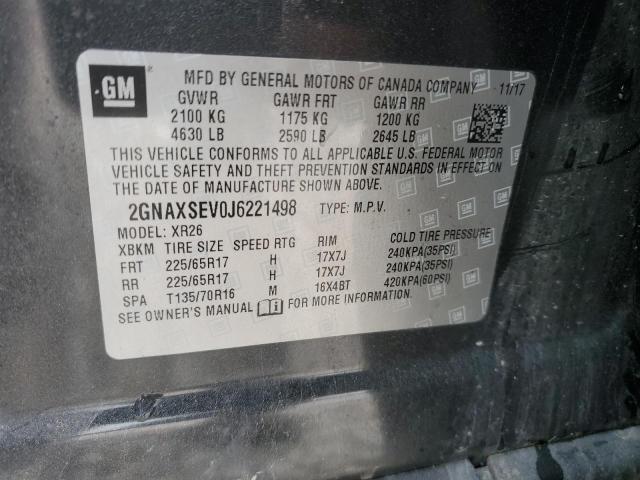 GM
MFD BY GENERAL MOTORS OF CANADA COMPANY 11/17
GVWR GAWR FRT GAWR RR
2100 KG 1175 KG 1200 KG
4630 LB 2590 LB 2645 LB
THIS VEHICLE CONFORMS TO ALL APPLICABLE U.S. FEDERAL MOTOR
VEHICLE SAFETY AND THEFT PREVENTION STANDARDS IN EFFECT ON
THE DATE OF MANUFACTURE SHOWN ABOVE.
2GNAXSEV0J6221498 TYPE: M.P.V.
MODEL: XR26
XBKM TIRE SIZE SPEED RTG RIM COLD TIRE PRESSURE
FRT 225/65R17 H 17X7J 240KPA(35PSI)
RR 225/65R17 H 17X7J 240KPA(35PSI)
SPA T135/70R16 M 16X4BT 420KPA(60PSI)
SEE OWNER'S MANUAL FOR MORE INFORMATION.